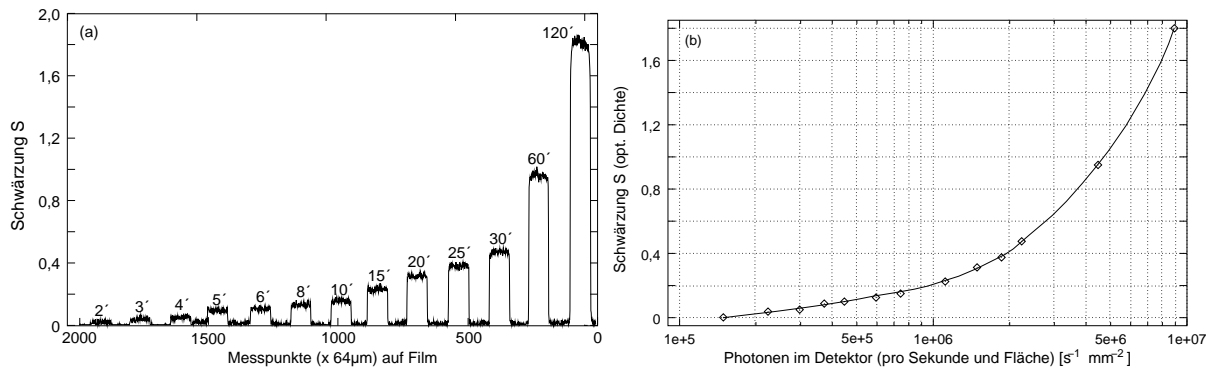 (a)
Schwärzung S
2,0
1,6
1,2
0,8
0,4
0
2000
1500
1000
500
0
1000
500
0
2´
3´
4´
5´
6´
8´
10´
15´
20´
25´
30´
60´
120´
Messpunkte (x 64µm) auf Film
(b)
Schwärzung S (opt. Dichte)
1,6
1,2
0,8
0,4
0
1e+5
5e+5
1e+06
5e+6
1e+07
Photonen im Detektor (pro Sekunde und Fläche) [s⁻¹ mm⁻²]